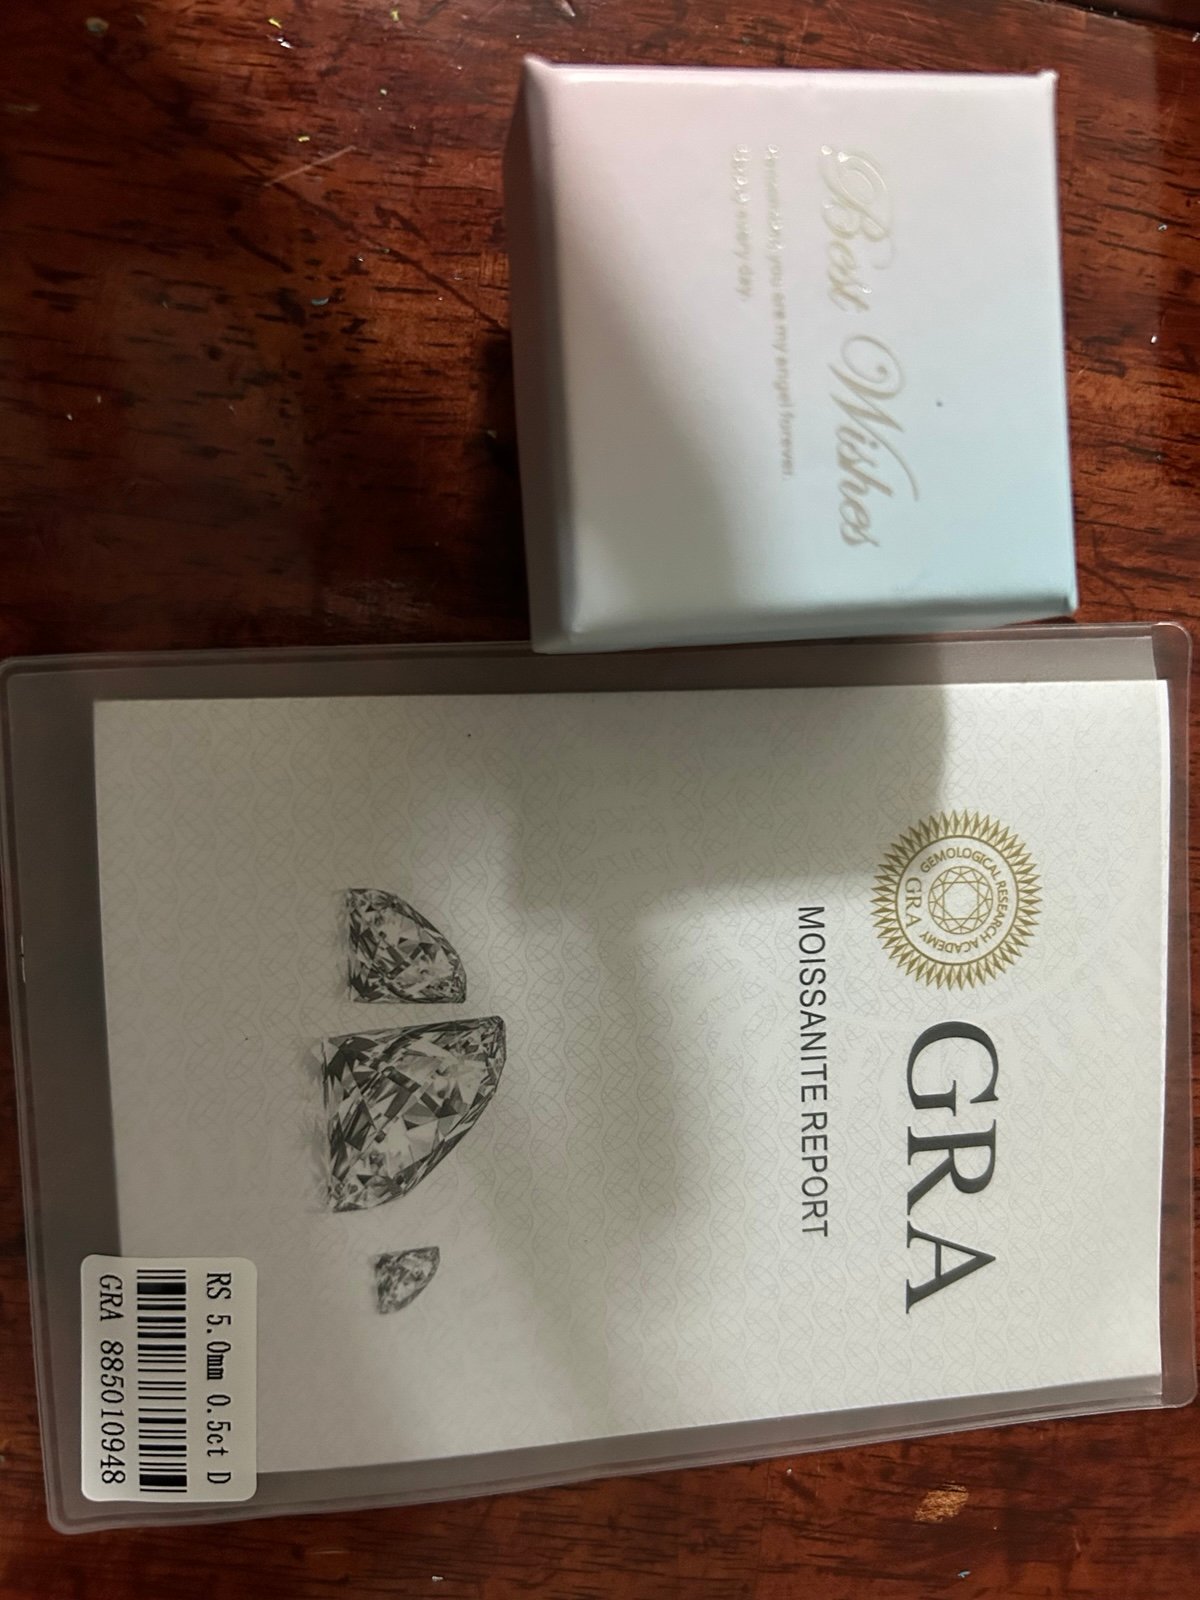 Best Wishes
you are my angel forever.
every day.
GEMOLOGICAL RESEARCH ACADEMY
GRA
GRA
MOISSANITE REPORT
RS 5.0mm 0.5ct D
GRA 885010948